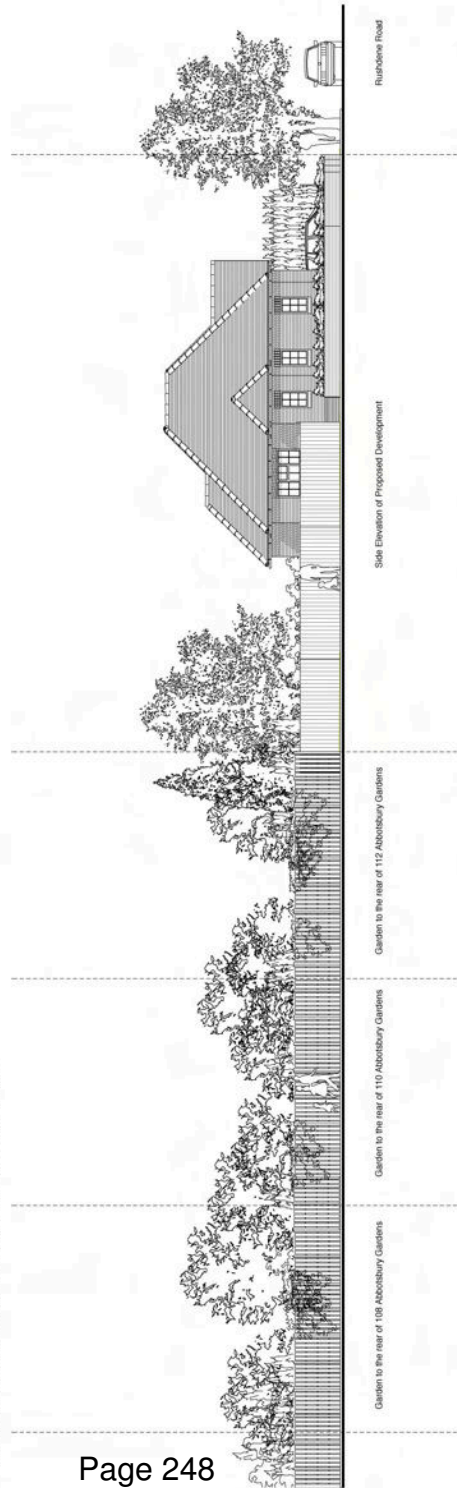 Garden to the rear of 108 Abbotsbury Gardens
Garden to the rear of 110 Abbotsbury Gardens
Garden to the rear of 112 Abbotsbury Gardens
Side Elevation of Proposed Development
Rushdene Road
Page 248